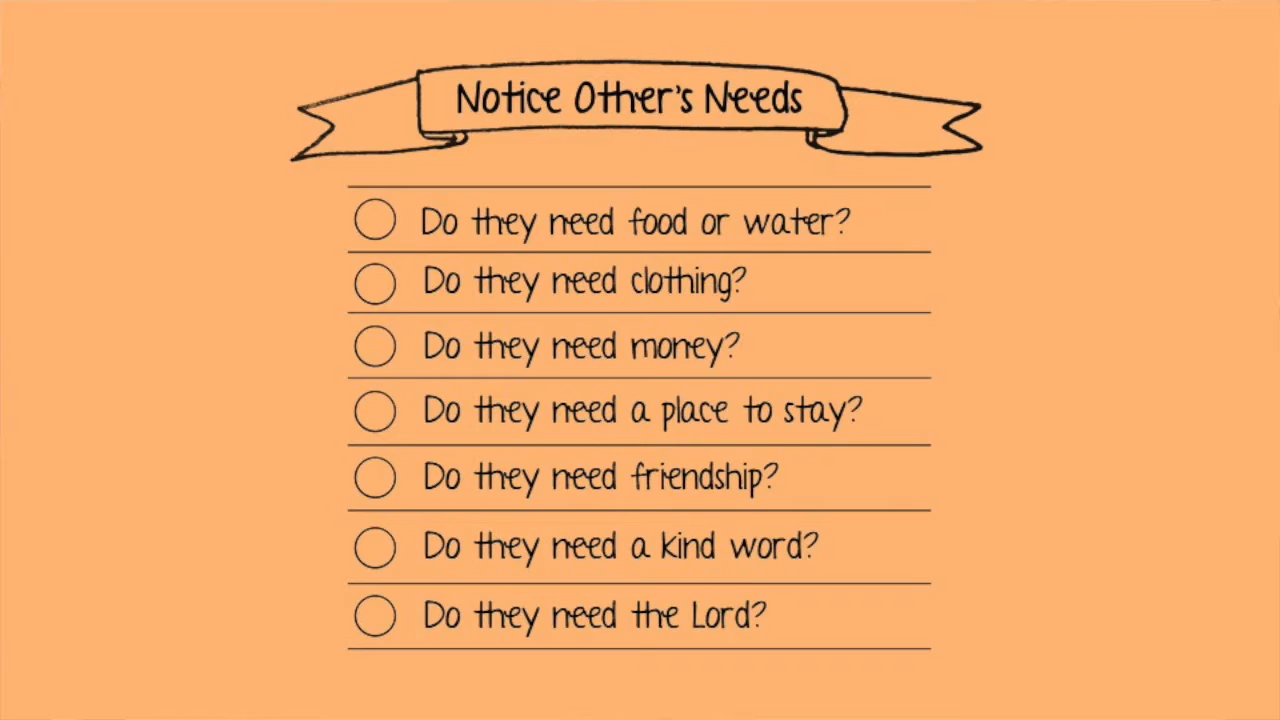 Notice Other's Needs
Do they need food or water?
Do they need clothing?
Do they need money?
Do they need a place to stay?
Do they need friendship?
Do they need a kind word?
Do they need the Lord?